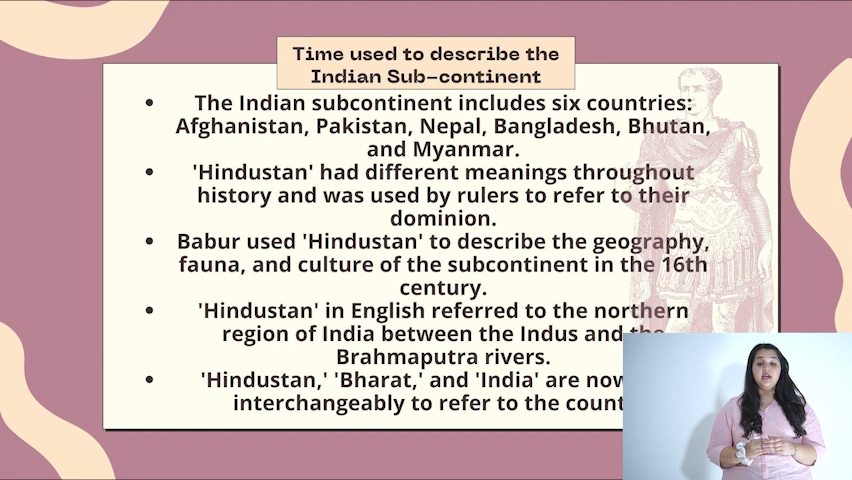 Time used to describe the
Indian Sub-continent
• The Indian subcontinent includes six countries:
Afghanistan, Pakistan, Nepal, Bangladesh, Bhutan,
and Myanmar.
• 'Hindustan' had different meanings throughout
history and was used by rulers to refer to their
dominion.
• Babur used 'Hindustan' to describe the geography,
fauna, and culture of the subcontinent in the 16th
century.
• 'Hindustan' in English referred to the northern
region of India between the Indus and the
Brahmaputra rivers.
• 'Hindustan,' 'Bharat,' and 'India' are now
interchangeably to refer to the